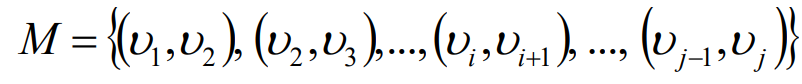 M = {(υ₁,υ₂), (υ₂,υ₃),..., (υᵢ,υᵢ₊₁), ..., (υⱼ₋₁,υⱼ)}